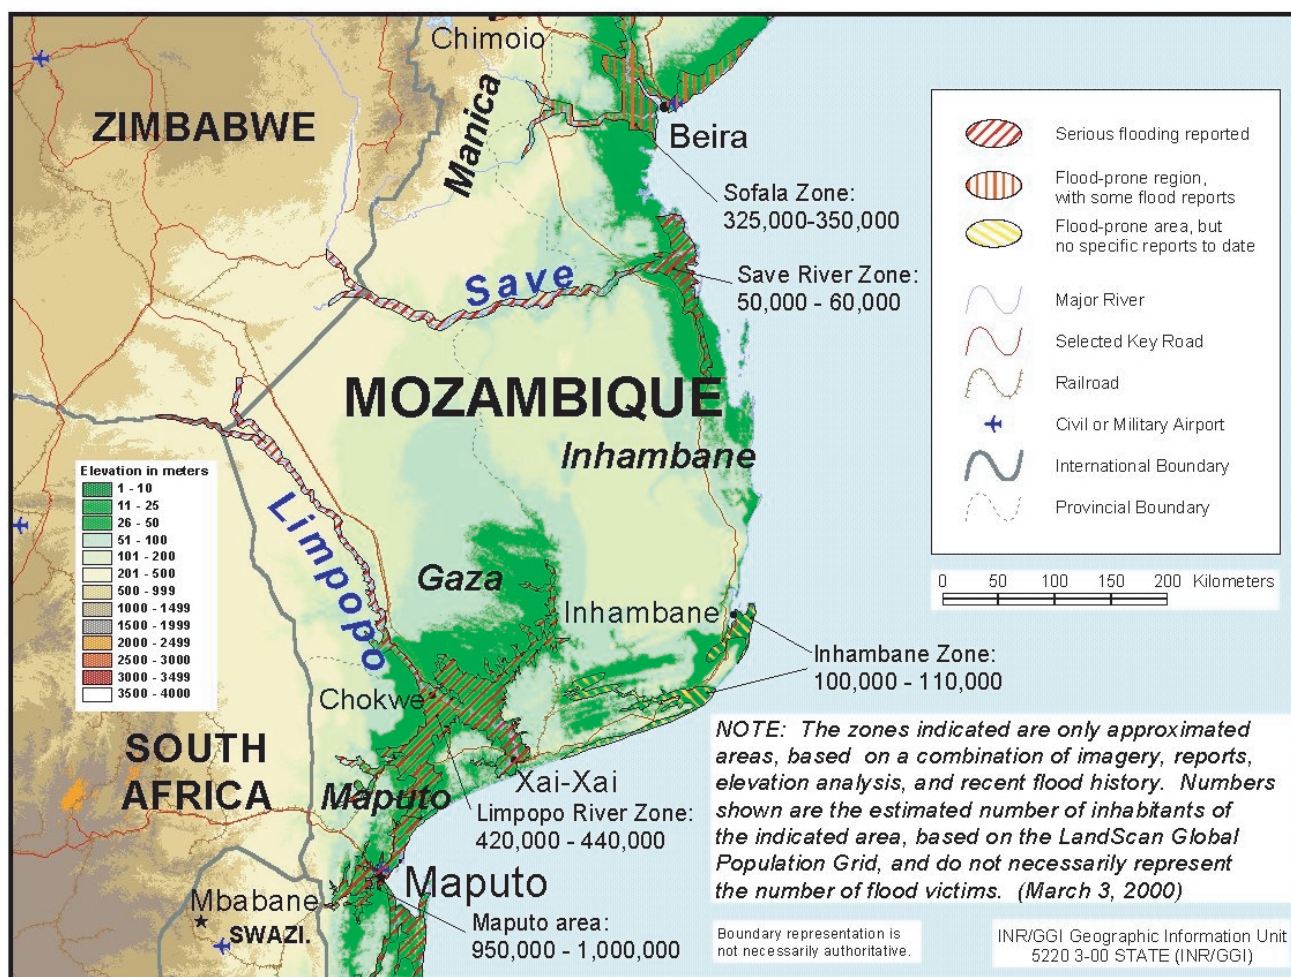 Chimoio
ZIMBABWE
Manica
Beira
Sofala Zone:
325,000-350,000
Save
Save River Zone:
50,000 - 60,000
MOZAMBIQUE
Inhambane
Limpopo
Gaza
Inhambane
Inhambane Zone:
100,000 - 110,000
Chokwe
Xai-Xai
Maputo
Limpopo River Zone:
420,000 - 440,000
SOUTH
AFRICA
Maputo
Mbabane
SWAZI.
Maputo area:
950,000 - 1,000,000
Elevation in meters
1 - 10
11 - 25
26 - 50
51 - 100
101 - 200
201 - 500
500 - 999
1000 - 1499
1500 - 1999
2000 - 2499
2500 - 3000
3000 - 3499
3500 - 4000
Serious flooding reported
Flood-prone region,
with some flood reports
Flood-prone area, but
no specific reports to date
Major River
Selected Key Road
Railroad
Civil or Military Airport
International Boundary
Provincial Boundary
0 50 100 150 200 Kilometers
NOTE: The zones indicated are only approximated
areas, based on a combination of imagery, reports,
elevation analysis, and recent flood history. Numbers
shown are the estimated number of inhabitants of
the indicated area, based on the LandScan Global
Population Grid, and do not necessarily represent
the number of flood victims. (March 3, 2000)
Boundary representation is
not necessarily authoritative.
INR/GGI Geographic Information Unit
5220 3-00 STATE (INR/GGI)